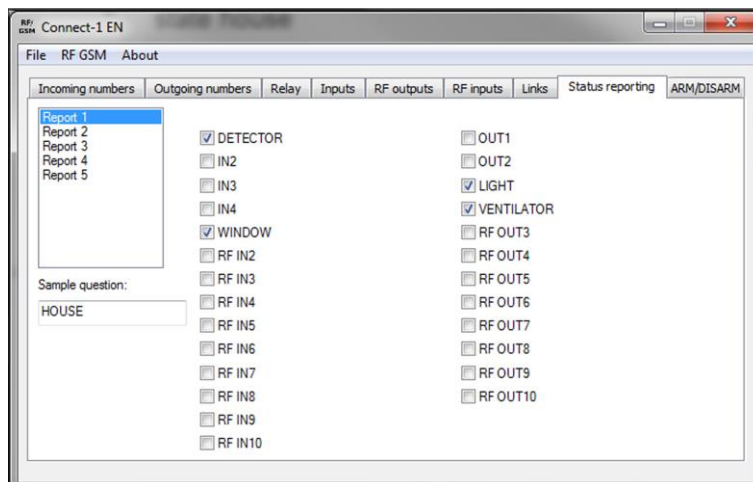 state house
RF/GSM Connect-1 EN
File RF GSM About
Incoming numbers Outgoing numbers Relay Inputs RF outputs RF inputs Links Status reporting ARM/DISARM
Report 1
Report 2
Report 3
Report 4
Report 5
Sample question:
HOUSE
DETECTOR
IN2
IN3
IN4
WINDOW
RF IN2
RF IN3
RF IN4
RF IN5
RF IN6
RF IN7
RF IN8
RF IN9
RF IN10
OUT1
OUT2
LIGHT
VENTILATOR
RF OUT3
RF OUT4
RF OUT5
RF OUT6
RF OUT7
RF OUT8
RF OUT9
RF OUT10